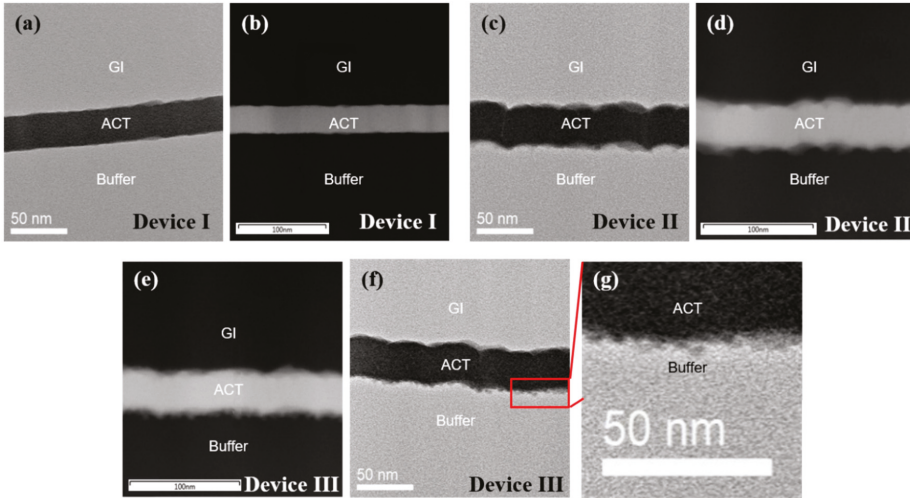 (a)
GI
ACT
Buffer
50 nm
Device I
(b)
GI
ACT
Buffer
100nm
Device I
(c)
GI
ACT
Buffer
50 nm
Device II
(d)
GI
ACT
Buffer
100nm
Device II
(e)
GI
ACT
Buffer
100nm
Device III
(f)
GI
ACT
Buffer
50 nm
Device III
(g)
ACT
Buffer
50 nm